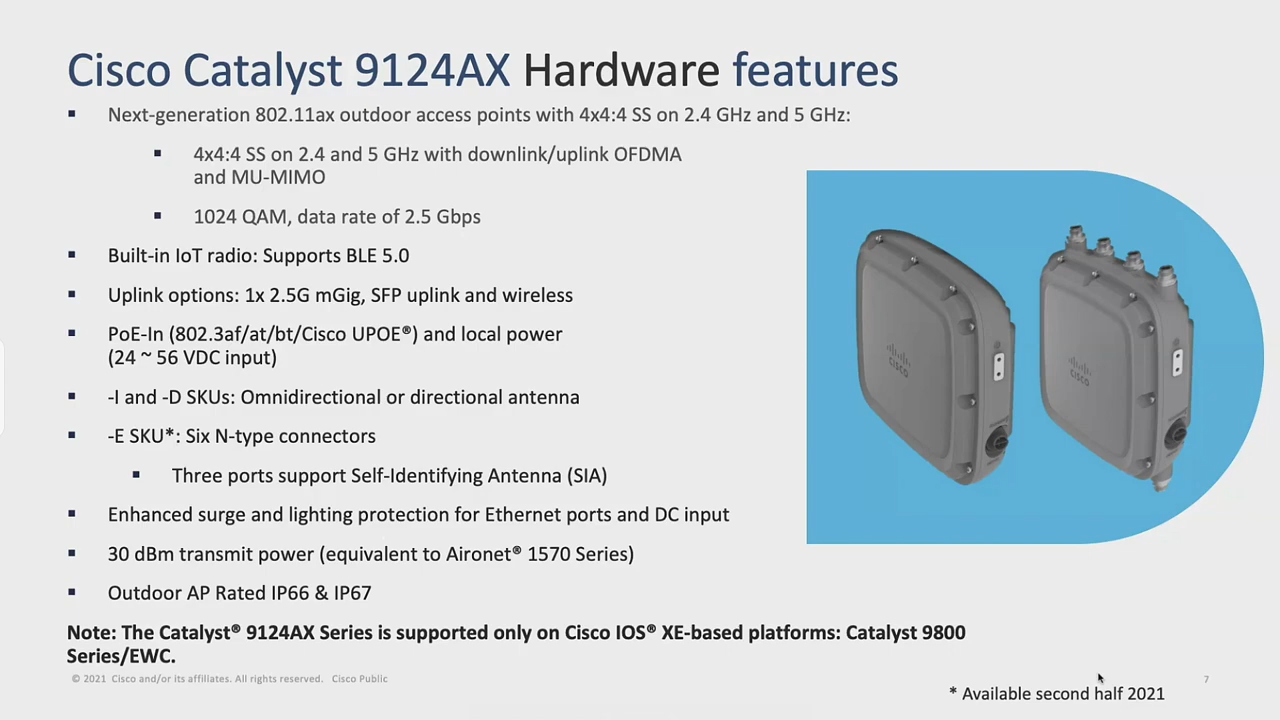 Cisco Catalyst 9124AX Hardware features
▪ Next-generation 802.11ax outdoor access points with 4x4:4 SS on 2.4 GHz and 5 GHz:
▪ 4x4:4 SS on 2.4 and 5 GHz with downlink/uplink OFDMA
and MU-MIMO
▪ 1024 QAM, data rate of 2.5 Gbps
▪ Built-in IoT radio: Supports BLE 5.0
▪ Uplink options: 1x 2.5G mGig, SFP uplink and wireless
▪ PoE-In (802.3af/at/bt/Cisco UPOE®) and local power
(24 ~ 56 VDC input)
▪ -I and -D SKUs: Omnidirectional or directional antenna
▪ -E SKU*: Six N-type connectors
▪ Three ports support Self-Identifying Antenna (SIA)
▪ Enhanced surge and lighting protection for Ethernet ports and DC input
▪ 30 dBm transmit power (equivalent to Aironet® 1570 Series)
▪ Outdoor AP Rated IP66 & IP67
CISCO
CISCO
Note: The Catalyst® 9124AX Series is supported only on Cisco IOS® XE-based platforms: Catalyst 9800
Series/EWC.
© 2021 Cisco and/or its affiliates. All rights reserved. Cisco Public
7
* Available second half 2021